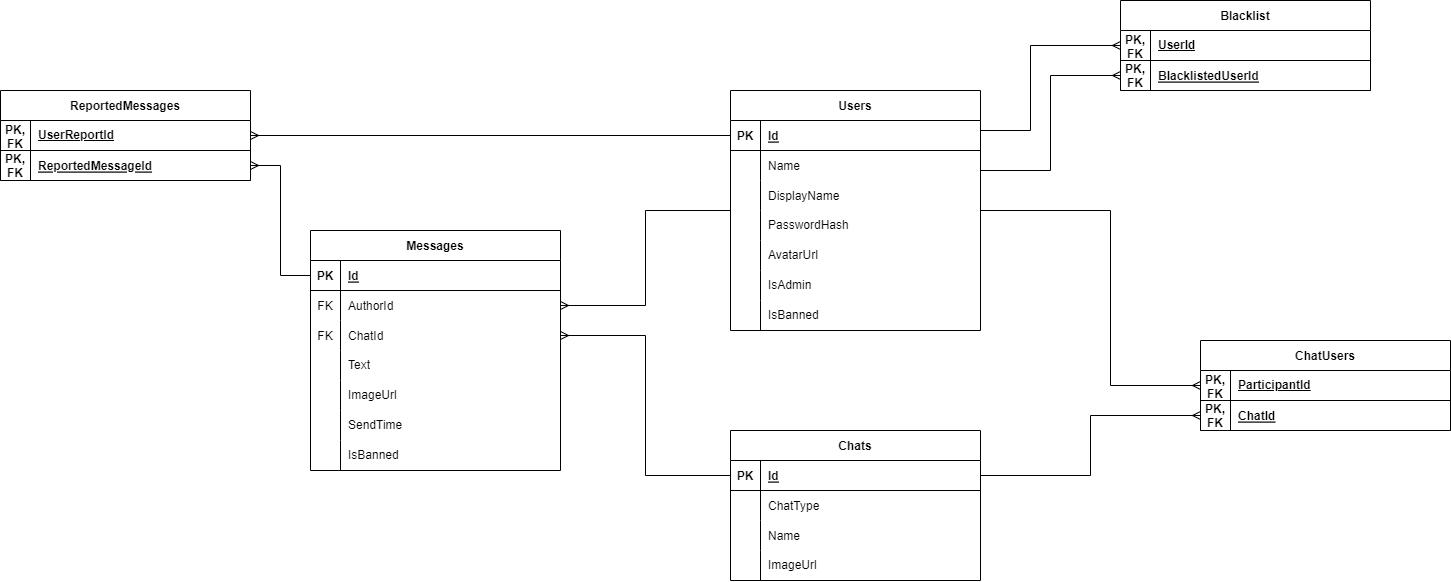 Blacklist
PK, FK UserId
PK, FK BlacklistedUserId
ReportedMessages
PK, FK UserReportId
PK, FK ReportedMessageId
Users
PK Id
Name
DisplayName
PasswordHash
AvatarUrl
IsAdmin
IsBanned
Messages
PK Id
FK AuthorId
FK ChatId
Text
ImageUrl
SendTime
IsBanned
ChatUsers
PK, FK ParticipantId
PK, FK ChatId
Chats
PK Id
ChatType
Name
ImageUrl